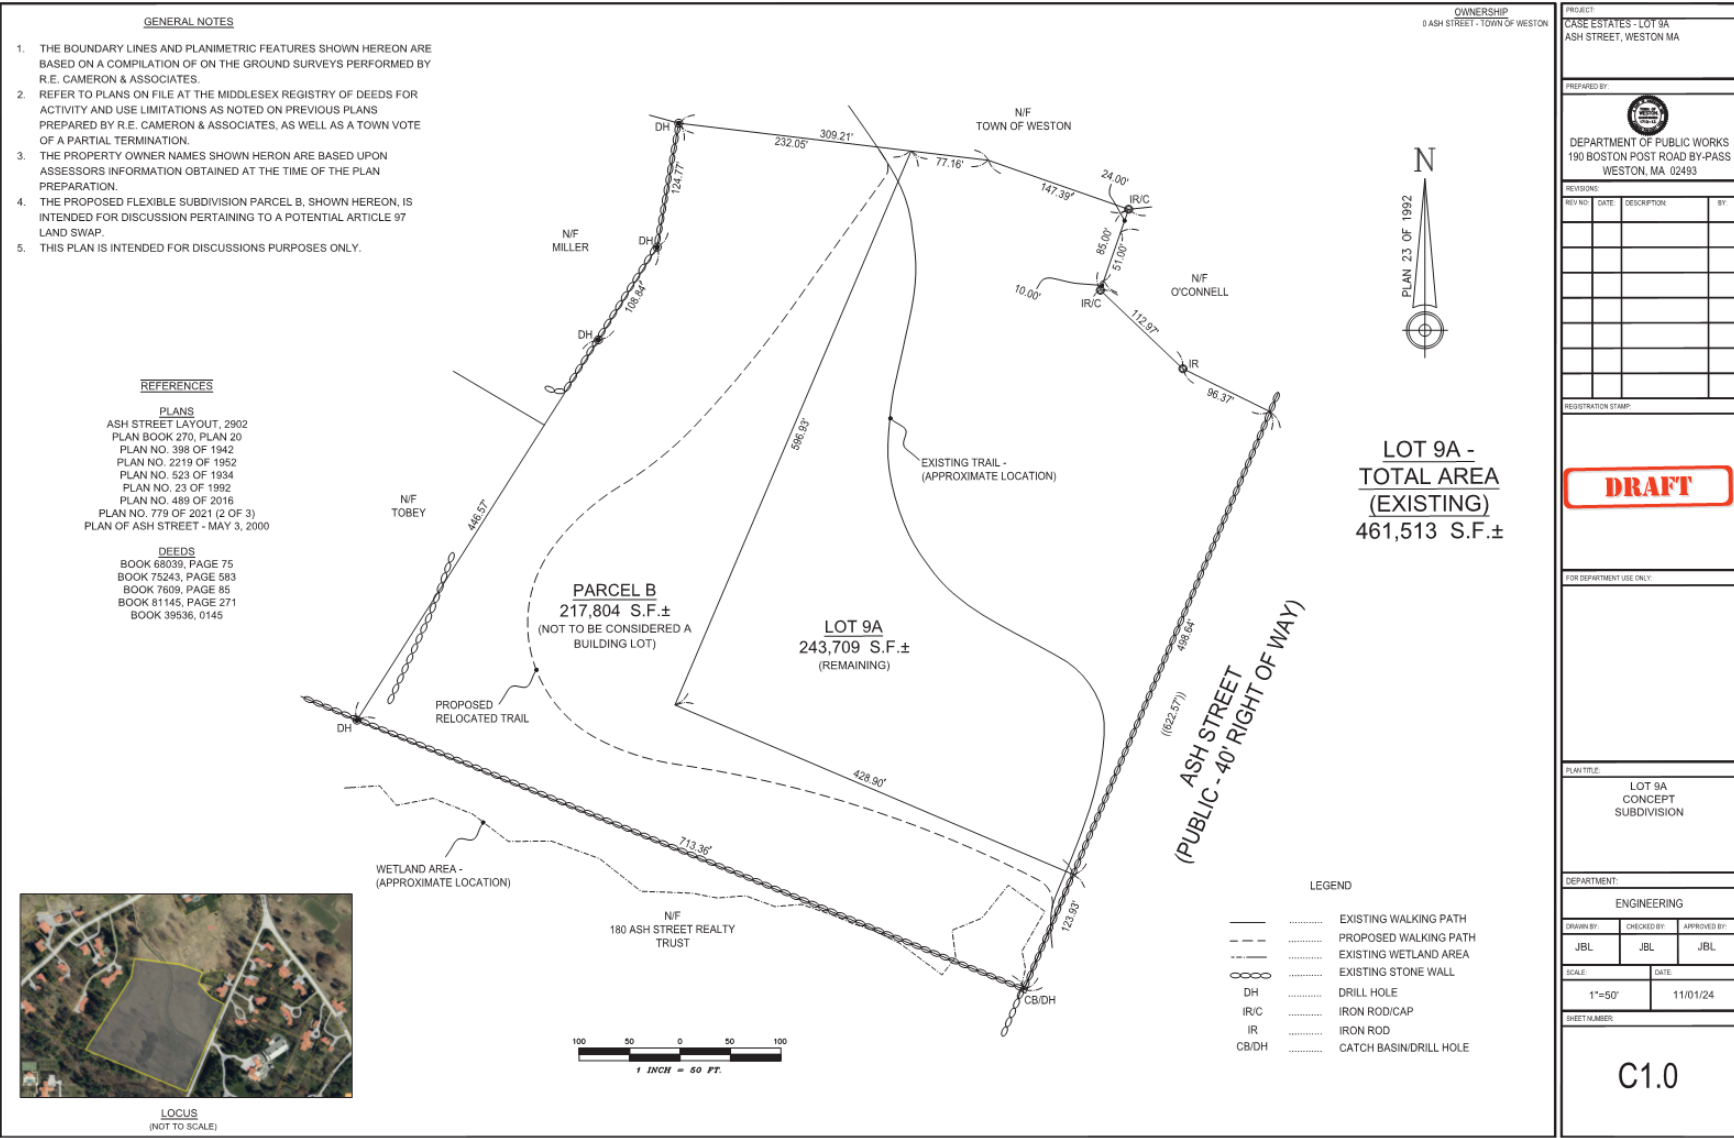 GENERAL NOTES
1. THE BOUNDARY LINES AND PLANIMETRIC FEATURES SHOWN HEREON ARE
BASED ON A COMPILATION OF ON THE GROUND SURVEYS PERFORMED BY
R.E. CAMERON & ASSOCIATES.
2. REFER TO PLANS ON FILE AT THE MIDDLESEX REGISTRY OF DEEDS FOR
ACTIVITY AND USE LIMITATIONS AS NOTED ON PREVIOUS PLANS
PREPARED BY R.E. CAMERON & ASSOCIATES, AS WELL AS A TOWN VOTE
OF A PARTIAL TERMINATION.
3. THE PROPERTY OWNER NAMES SHOWN HERON ARE BASED UPON
ASSESSORS INFORMATION OBTAINED AT THE TIME OF THE PLAN
PREPARATION.
4. THE PROPOSED FLEXIBLE SUBDIVISION PARCEL B, SHOWN HEREON, IS
INTENDED FOR DISCUSSION PERTAINING TO A POTENTIAL ARTICLE 97
LAND SWAP.
5. THIS PLAN IS INTENDED FOR DISCUSSIONS PURPOSES ONLY.
REFERENCES
PLANS
ASH STREET LAYOUT, 2902
PLAN BOOK 270, PLAN 20
PLAN NO. 398 OF 1942
PLAN NO. 2219 OF 1952
PLAN NO. 523 OF 1934
PLAN NO. 23 OF 1992
PLAN NO. 489 OF 2016
PLAN NO. 779 OF 2021 (2 OF 3)
PLAN OF ASH STREET - MAY 3, 2000
DEEDS
BOOK 68039, PAGE 75
BOOK 75243, PAGE 583
BOOK 7609, PAGE 85
BOOK 81145, PAGE 271
BOOK 39536, 0145
LOCUS
(NOT TO SCALE)
OWNERSHIP
0 ASH STREET - TOWN OF WESTON
N/F
TOWN OF WESTON
DH
309.21'
232.05'
77.16'
147.39'
24.00'
IR/C
124.77'
N/F
MILLER
DH
85.00'
51.00'
10.00'
IR/C
N/F
O'CONNELL
108.84'
DH
112.97'
IR
96.37'
N
PLAN 23 OF 1992
596.93'
EXISTING TRAIL -
(APPROXIMATE LOCATION)
LOT 9A -
TOTAL AREA
(EXISTING)
461,513 S.F.±
N/F
TOBEY
446.57'
PARCEL B
217,804 S.F.±
(NOT TO BE CONSIDERED A
BUILDING LOT)
LOT 9A
243,709 S.F.±
(REMAINING)
498.64'
((622.57'))
ASH STREET
(PUBLIC - 40' RIGHT OF WAY)
PROPOSED
RELOCATED TRAIL
DH
428.90'
713.36'
WETLAND AREA -
(APPROXIMATE LOCATION)
N/F
180 ASH STREET REALTY
TRUST
123.93'
CB/DH
100 50 0 50 100
1 INCH = 50 FT.
LEGEND
EXISTING WALKING PATH
PROPOSED WALKING PATH
EXISTING WETLAND AREA
EXISTING STONE WALL
DH DRILL HOLE
IR/C IRON ROD/CAP
IR IRON ROD
CB/DH CATCH BASIN/DRILL HOLE
PROJECT:
CASE ESTATES - LOT 9A
ASH STREET, WESTON MA
PREPARED BY:
DEPARTMENT OF PUBLIC WORKS
190 BOSTON POST ROAD BY-PASS
WESTON, MA 02493
REVISIONS:
REV NO: DATE: DESCRIPTION: BY:
REGISTRATION STAMP:
DRAFT
FOR DEPARTMENT USE ONLY:
PLAN TITLE:
LOT 9A
CONCEPT
SUBDIVISION
DEPARTMENT:
ENGINEERING
DRAWN BY: CHECKED BY: APPROVED BY:
JBL JBL JBL
SCALE: DATE:
1"=50' 11/01/24
SHEET NUMBER:
C1.0